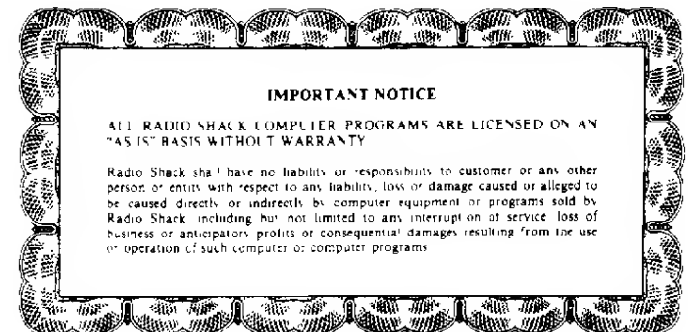 IMPORTANT NOTICE
ALL RADIO SHACK COMPUTER PROGRAMS ARE LICENSED ON AN
"AS IS" BASIS WITHOUT WARRANTY
Radio Shack shall have no liability or responsibility to customer or any other
person or entity with respect to any liability, loss or damage caused or alleged to
be caused directly or indirectly by computer equipment or programs sold by
Radio Shack including but not limited to any interruption of service loss of
business or anticipatory profits or consequential damages resulting from the use
or operation of such computer or computer programs